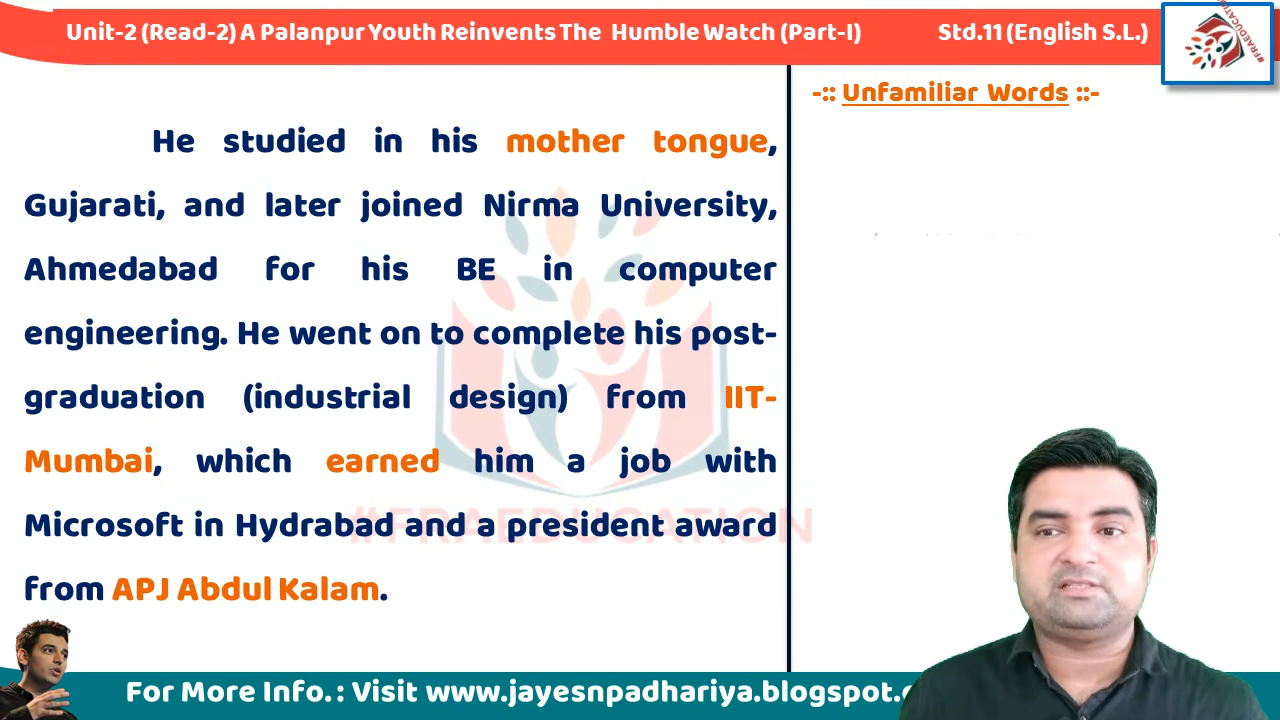 Unit-2 (Read-2) A Palanpur Youth Reinvents The Humble Watch (Part-I) Std.11 (English S.L.)
#FRAEDUCATION
-:: Unfamiliar Words ::-
He studied in his mother tongue,
Gujarati, and later joined Nirma University,
Ahmedabad for his BE in computer
engineering. He went on to complete his post-
graduation (industrial design) from IIT-
Mumbai, which earned him a job with
Microsoft in Hydrabad and a president award
from APJ Abdul Kalam.
#FRAEDUCATION
For More Info. : Visit www.jayesnpadhariya.blogspot.c